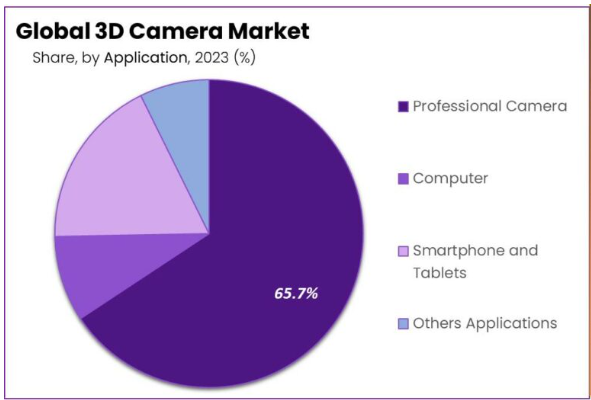 Global 3D Camera Market
Share, by Application, 2023 (%)
Professional Camera
Computer
Smartphone and
Tablets
Others Applications
65.7%